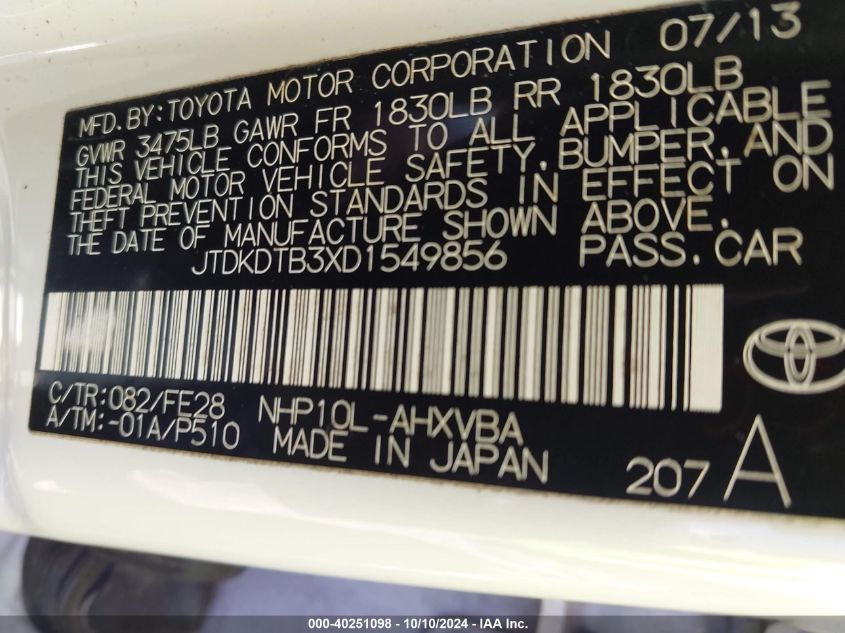 MFD.BY:TOYOTA MOTOR CORPORATION 07/13
GVWR 3475LB GAWR FR 1830LB RR 1830LB
THIS VEHICLE CONFORMS TO ALL APPLICABLE
FEDERAL MOTOR VEHICLE SAFETY,BUMPER,AND
THEFT PREVENTION STANDARDS IN EFFECT ON
THE DATE OF MANUFACTURE SHOWN ABOVE.
JTDKDTB3XD1549856 PASS.CAR
C/TR:082/FE28 NHP10L-AHXVBA
A/TM:-01A/P510 MADE IN JAPAN
207 A
000-40251098 - 10/10/2024 - IAA Inc.